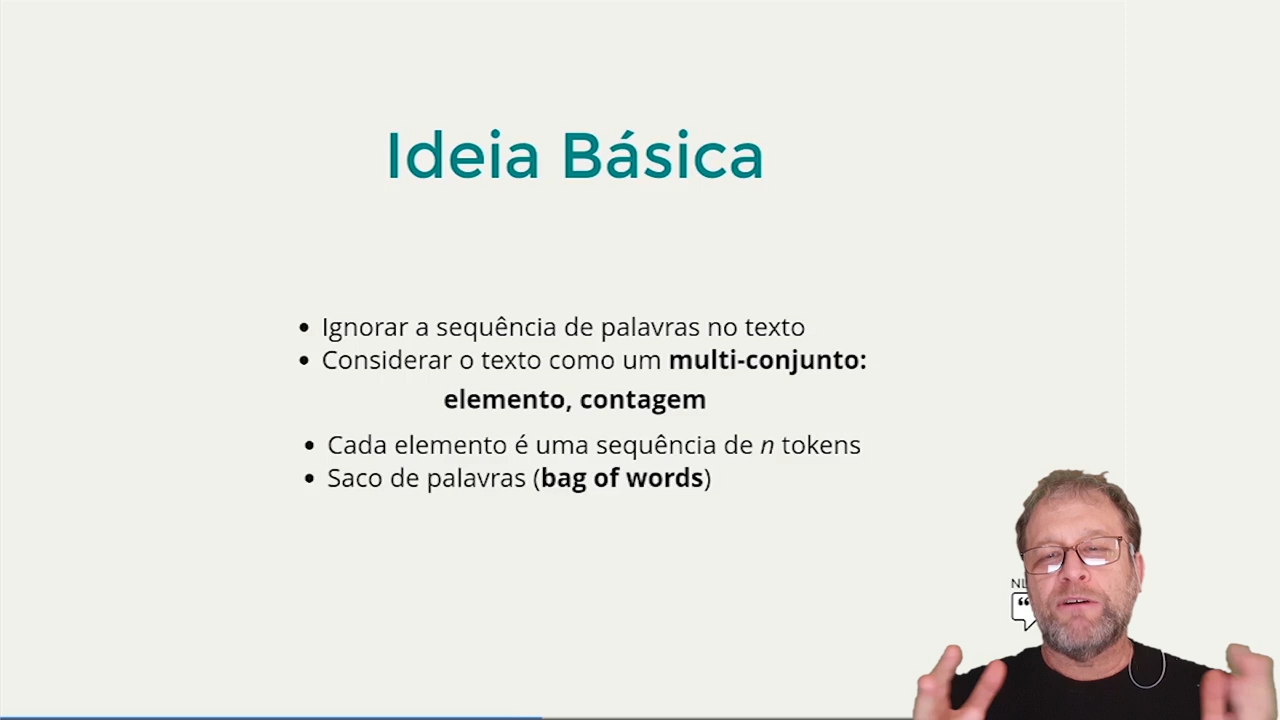 Ideia Básica
Ignorar a sequência de palavras no texto
Considerar o texto como um multi-conjunto:
elemento, contagem
Cada elemento é uma sequência de n tokens
Saco de palavras (bag of words)